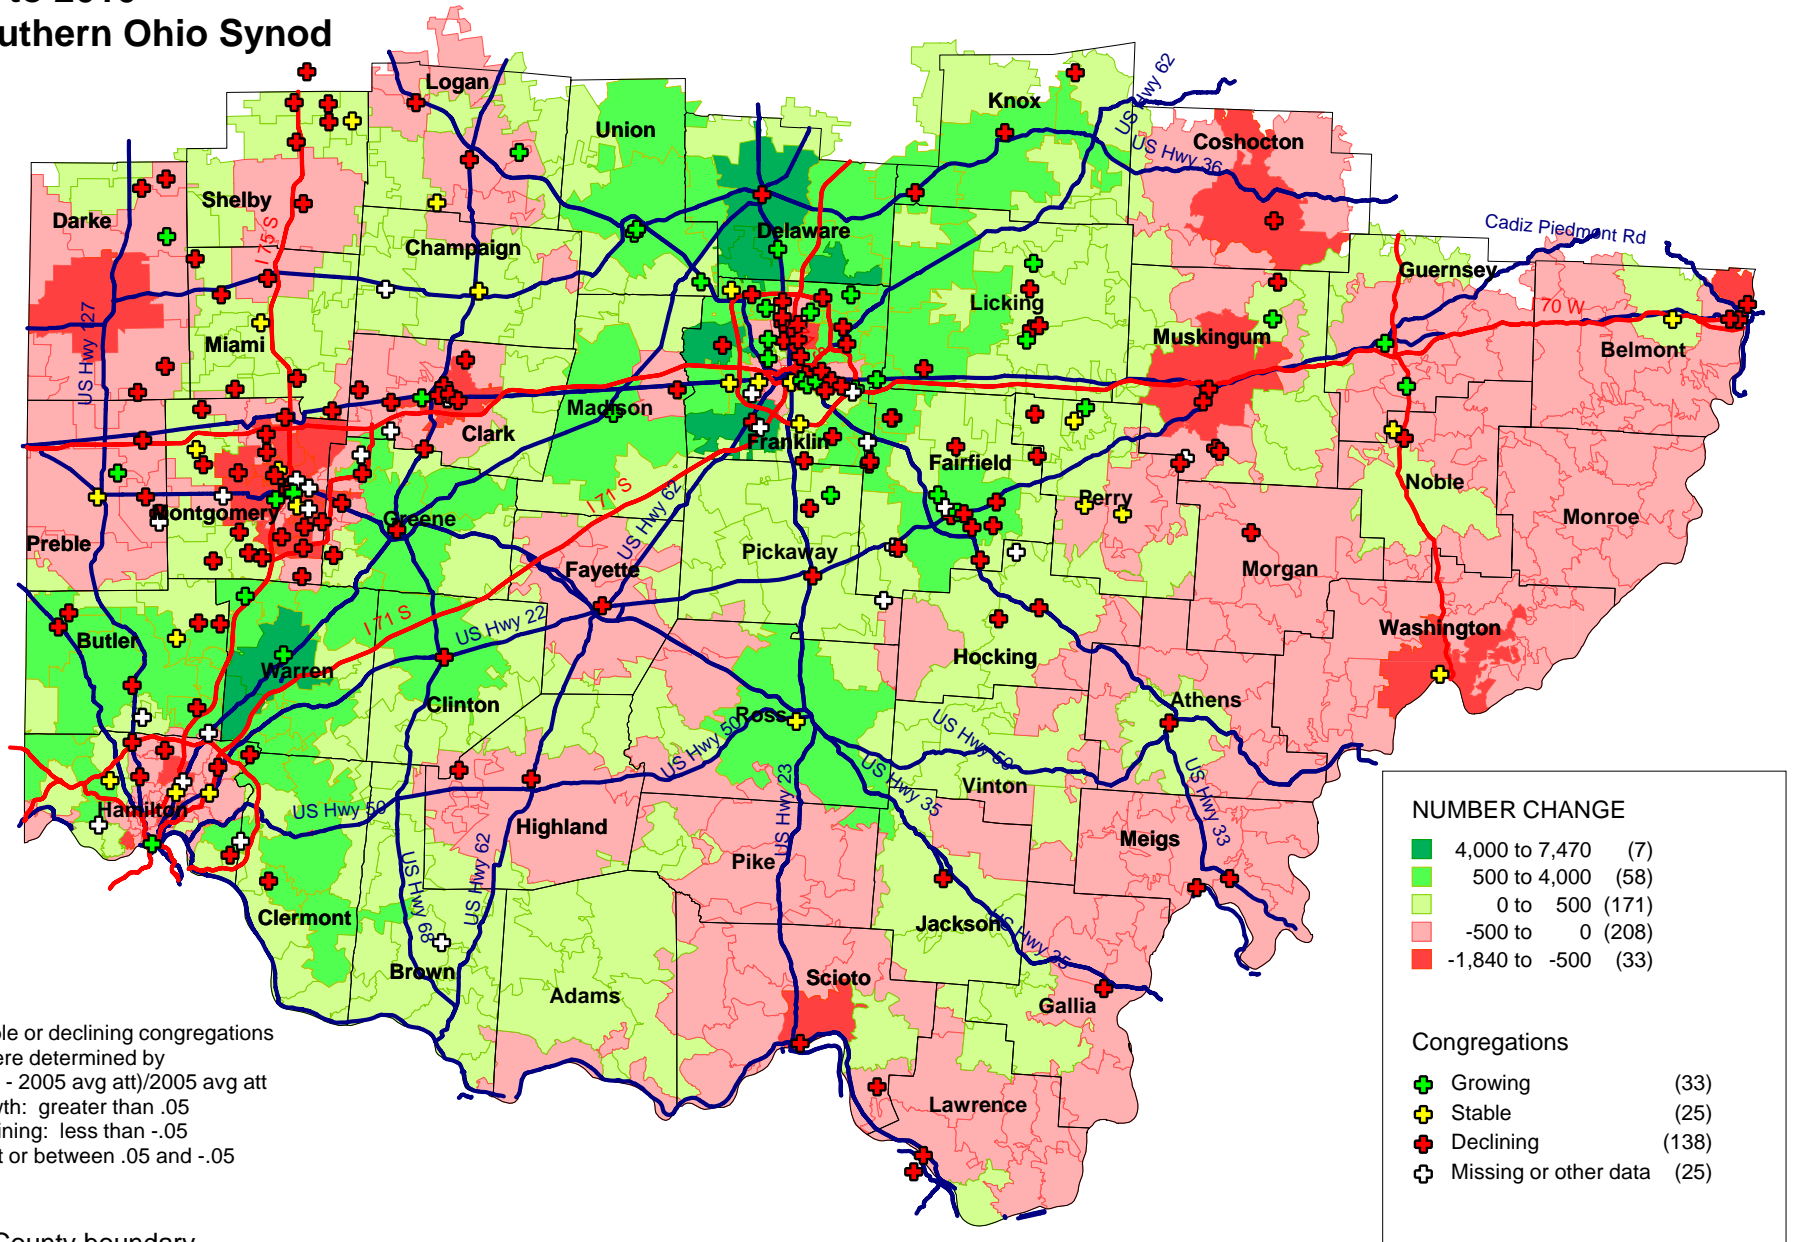 to 2010
uthern Ohio Synod
Logan
Union
Knox
US Hwy 62
Coshocton
US Hwy 36
Darke
Shelby
I 75 S
Champaign
Delaware
Cadiz Piedmont Rd
Guernsey
Licking
I 70 W
US Hwy 127
Miami
Muskingum
Belmont
Madison
Clark
Franklin
Fairfield
I 71 S
US Hwy 62
Perry
Noble
Montgomery
Greene
Monroe
Preble
Pickaway
Fayette
Morgan
I 71 S
US Hwy 22
Butler
Warren
Hocking
Washington
Clinton
Ross
US Hwy 50
US Hwy 50
Athens
US Hwy 23
US Hwy 35
Vinton
US Hwy 33
Hamilton
US Hwy 50
Highland
Pike
Meigs
US Hwy 68
US Hwy 62
Clermont
Jackson
US Hwy 35
Brown
Adams
Scioto
Gallia
Lawrence
NUMBER CHANGE
4,000 to 7,470 (7)
500 to 4,000 (58)
0 to 500 (171)
-500 to 0 (208)
-1,840 to -500 (33)
Congregations
Growing (33)
Stable (25)
Declining (138)
Missing or other data (25)
ble or declining congregations
ere determined by
- 2005 avg att)/2005 avg att
wth: greater than .05
ining: less than -.05
t or between .05 and -.05
County boundary